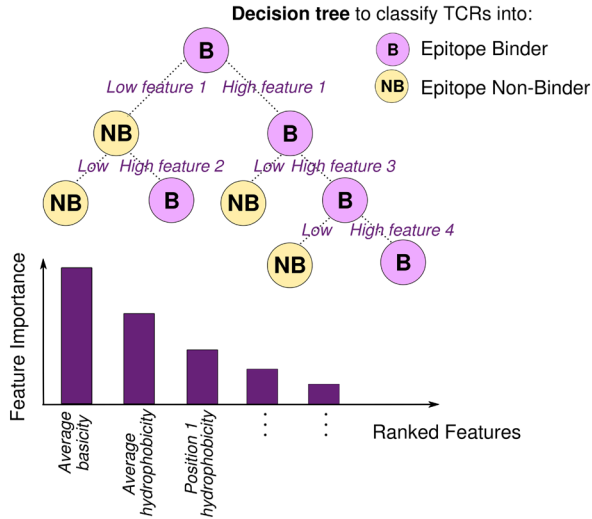 Decision tree to classify TCRs into:
B
B Epitope Binder
Low feature 1 High feature 1
NB Epitope Non-Binder
NB
B
Low High feature 2
Low High feature 3
NB
B
NB
B
Low High feature 4
NB
B
Feature Importance
Average
basicity
Average
hydrophobicity
Position 1
hydrophobicity
. . . .
. . . .
Ranked Features